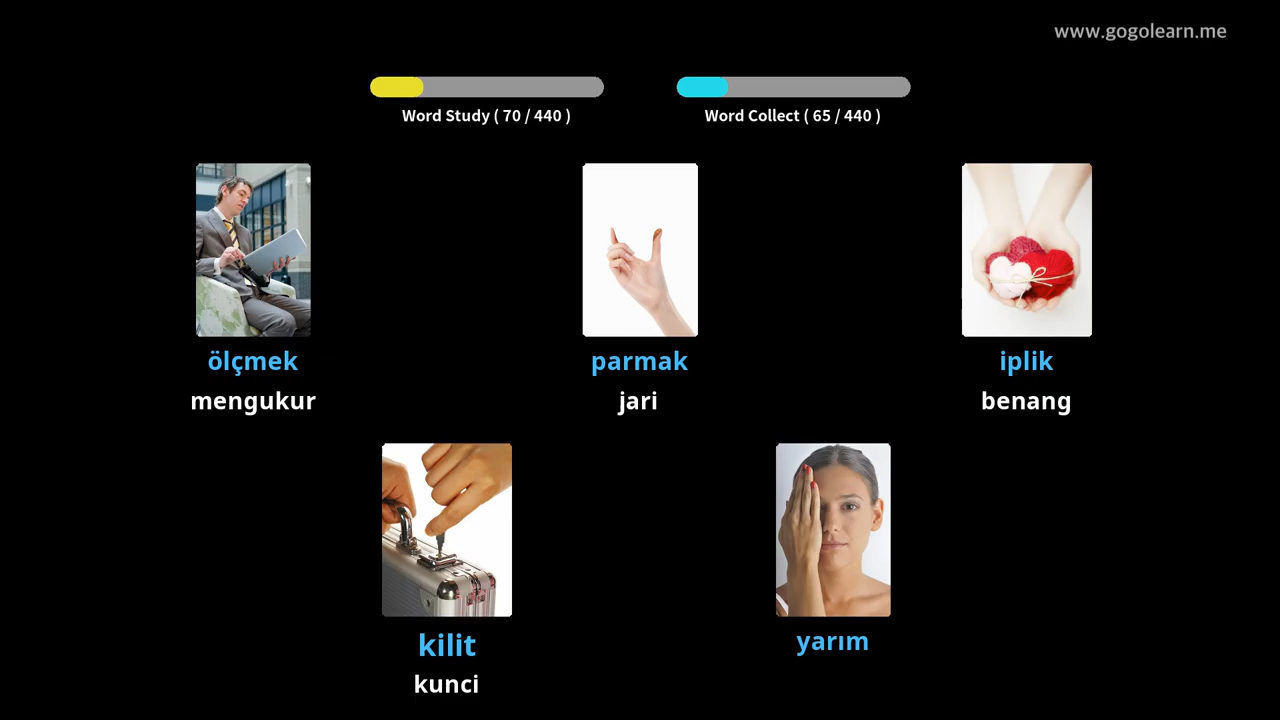 www.gogolearn.me
Word Study ( 70 / 440 )
Word Collect ( 65 / 440 )
ölçmek
mengukur
parmak
jari
iplik
benang
kilit
kunci
yarım